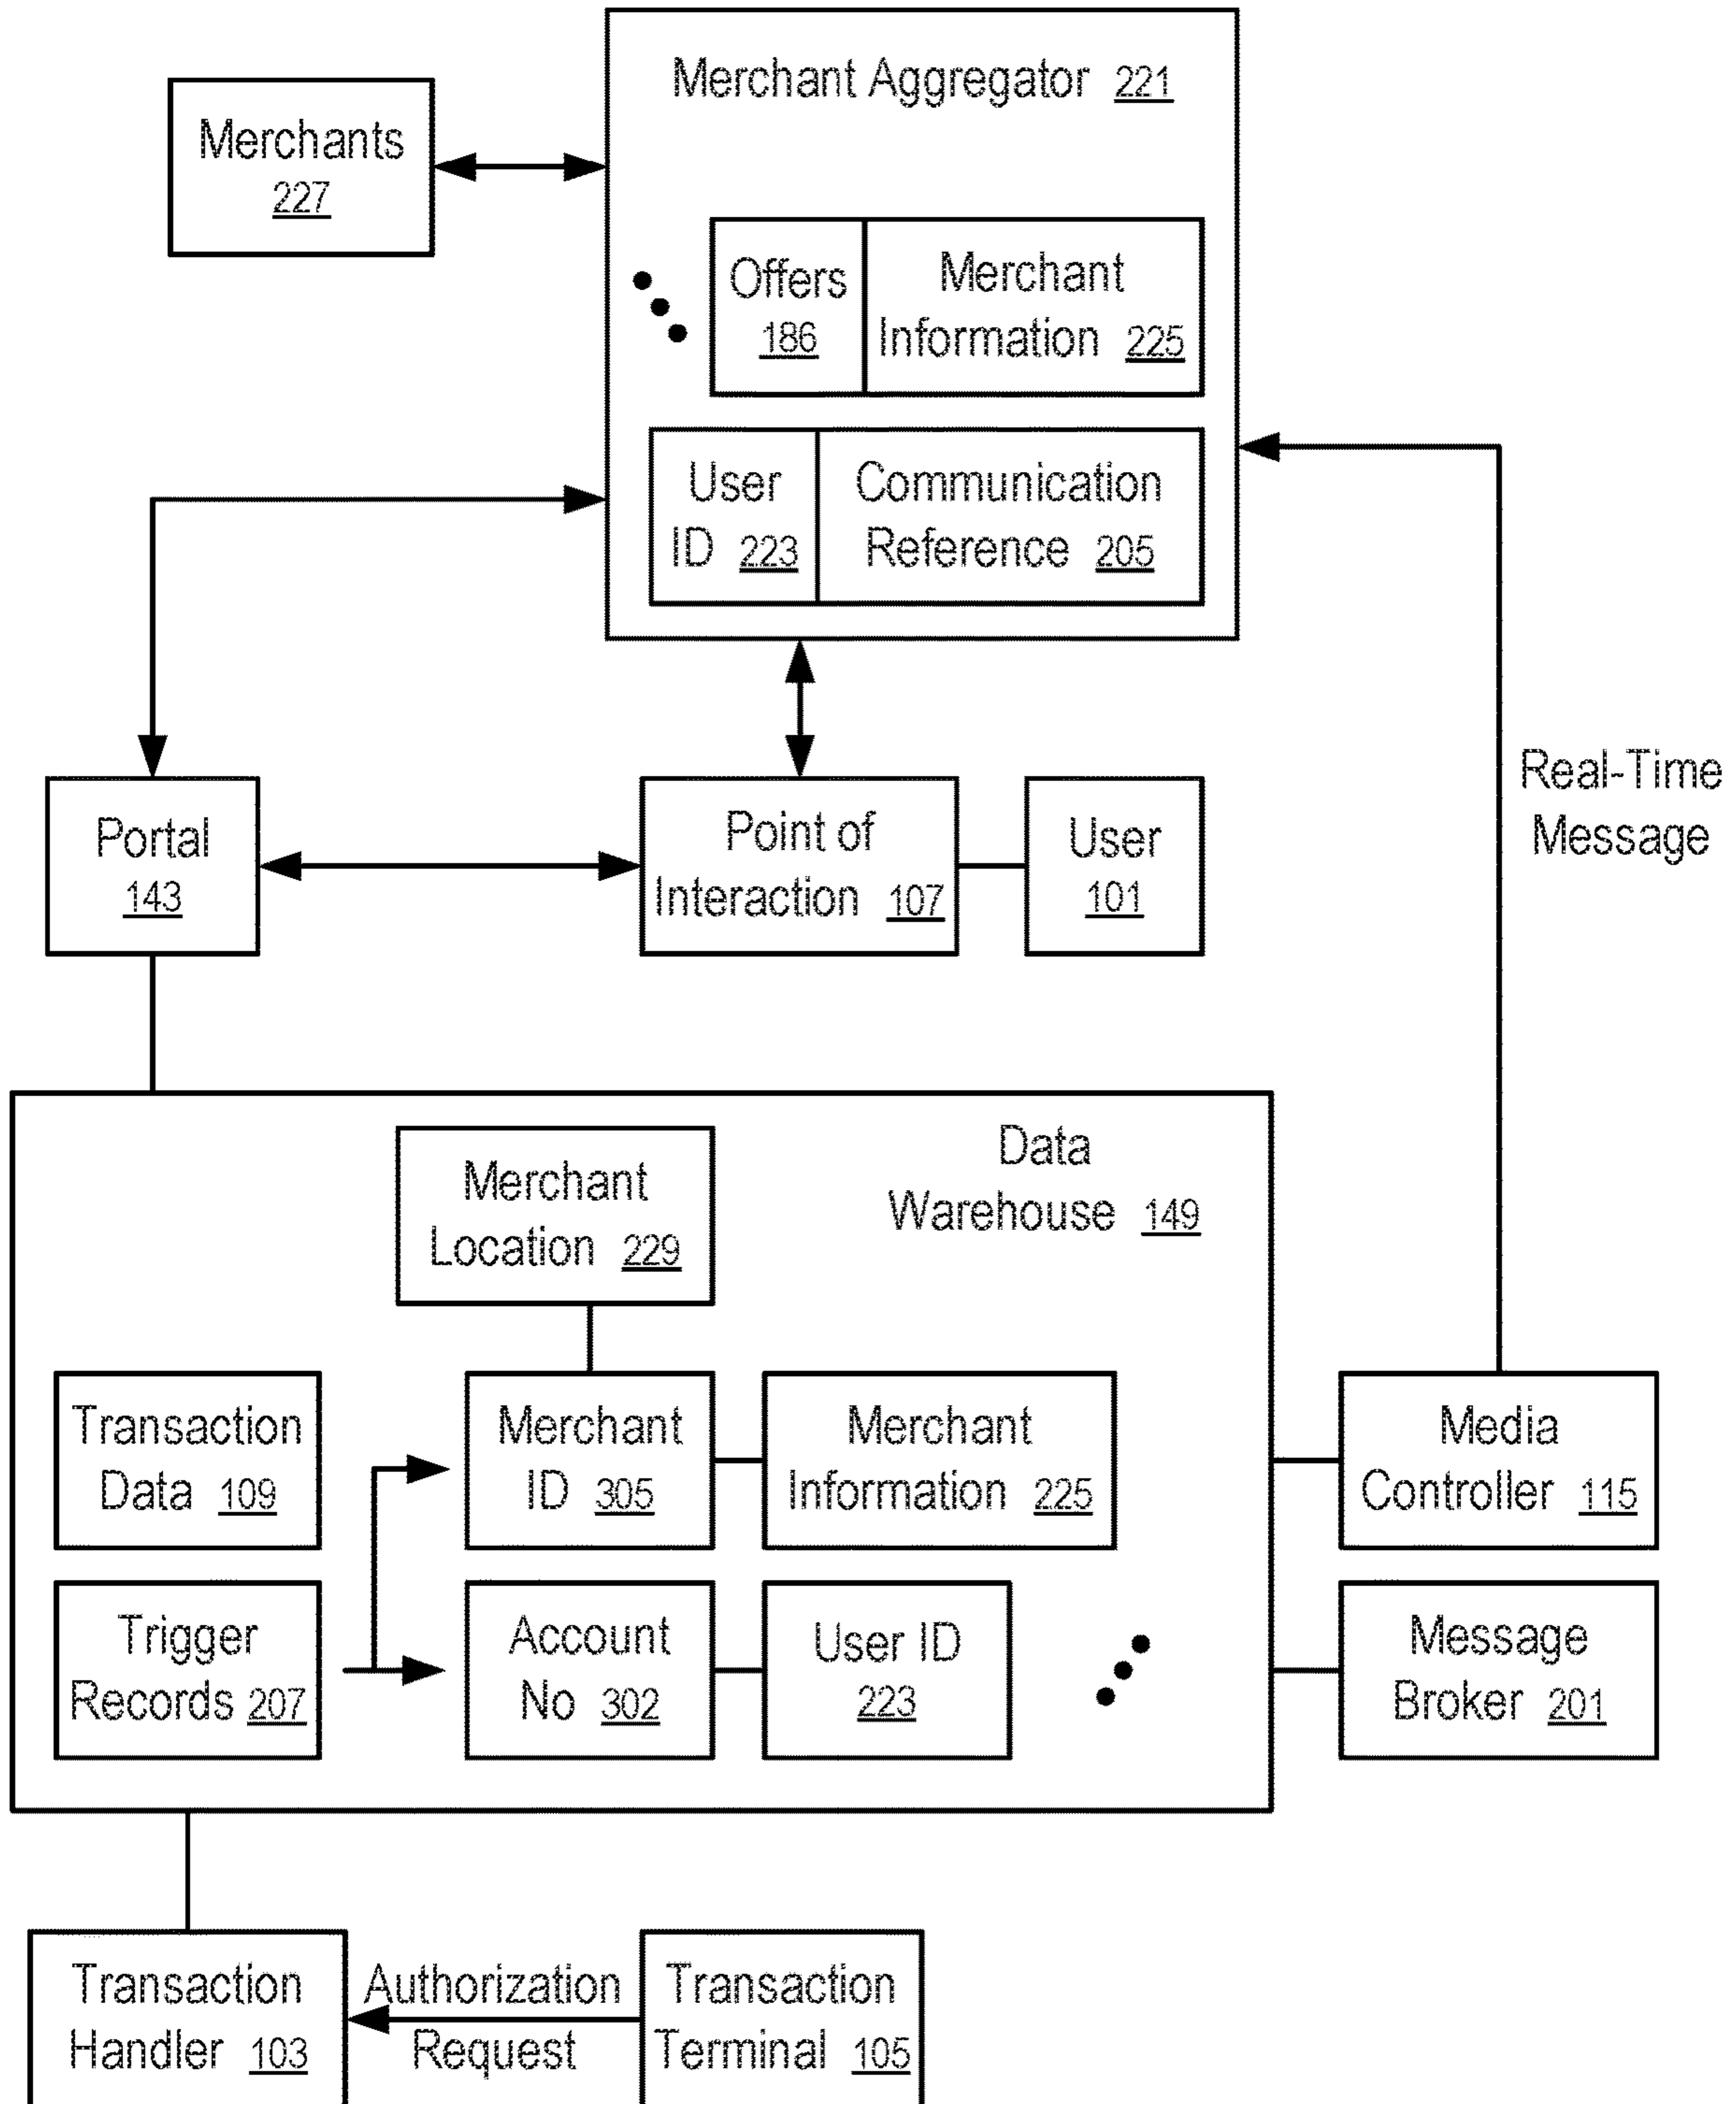 Merchant Aggregator 221
Merchants
227
Offers
186
Merchant
Information 225
User
ID 223
Communication
Reference 205
Real-Time
Message
Portal
143
Point of
Interaction 107
User
101
Data
Warehouse 149
Merchant
Location 229
Transaction
Data 109
Merchant
ID 305
Merchant
Information 225
Media
Controller 115
Trigger
Records 207
Account
No 302
User ID
223
Message
Broker 201
Transaction
Handler 103
Authorization
Request
Transaction
Terminal 105